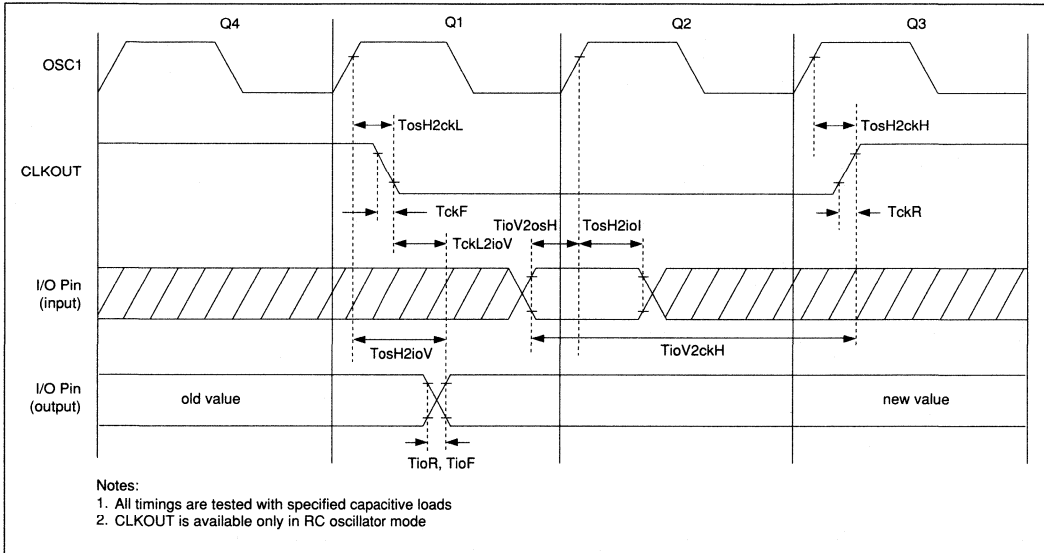 Q4 Q1 Q2 Q3
OSC1
TosH2ckL TosH2ckH
CLKOUT
TckF TioV2osH TosH2ioI TckR
TckL2ioV
I/O Pin
(input)
TosH2ioV TioV2ckH
I/O Pin
(output)
old value new value
TioR, TioF
Notes:
1. All timings are tested with specified capacitive loads
2. CLKOUT is available only in RC oscillator mode